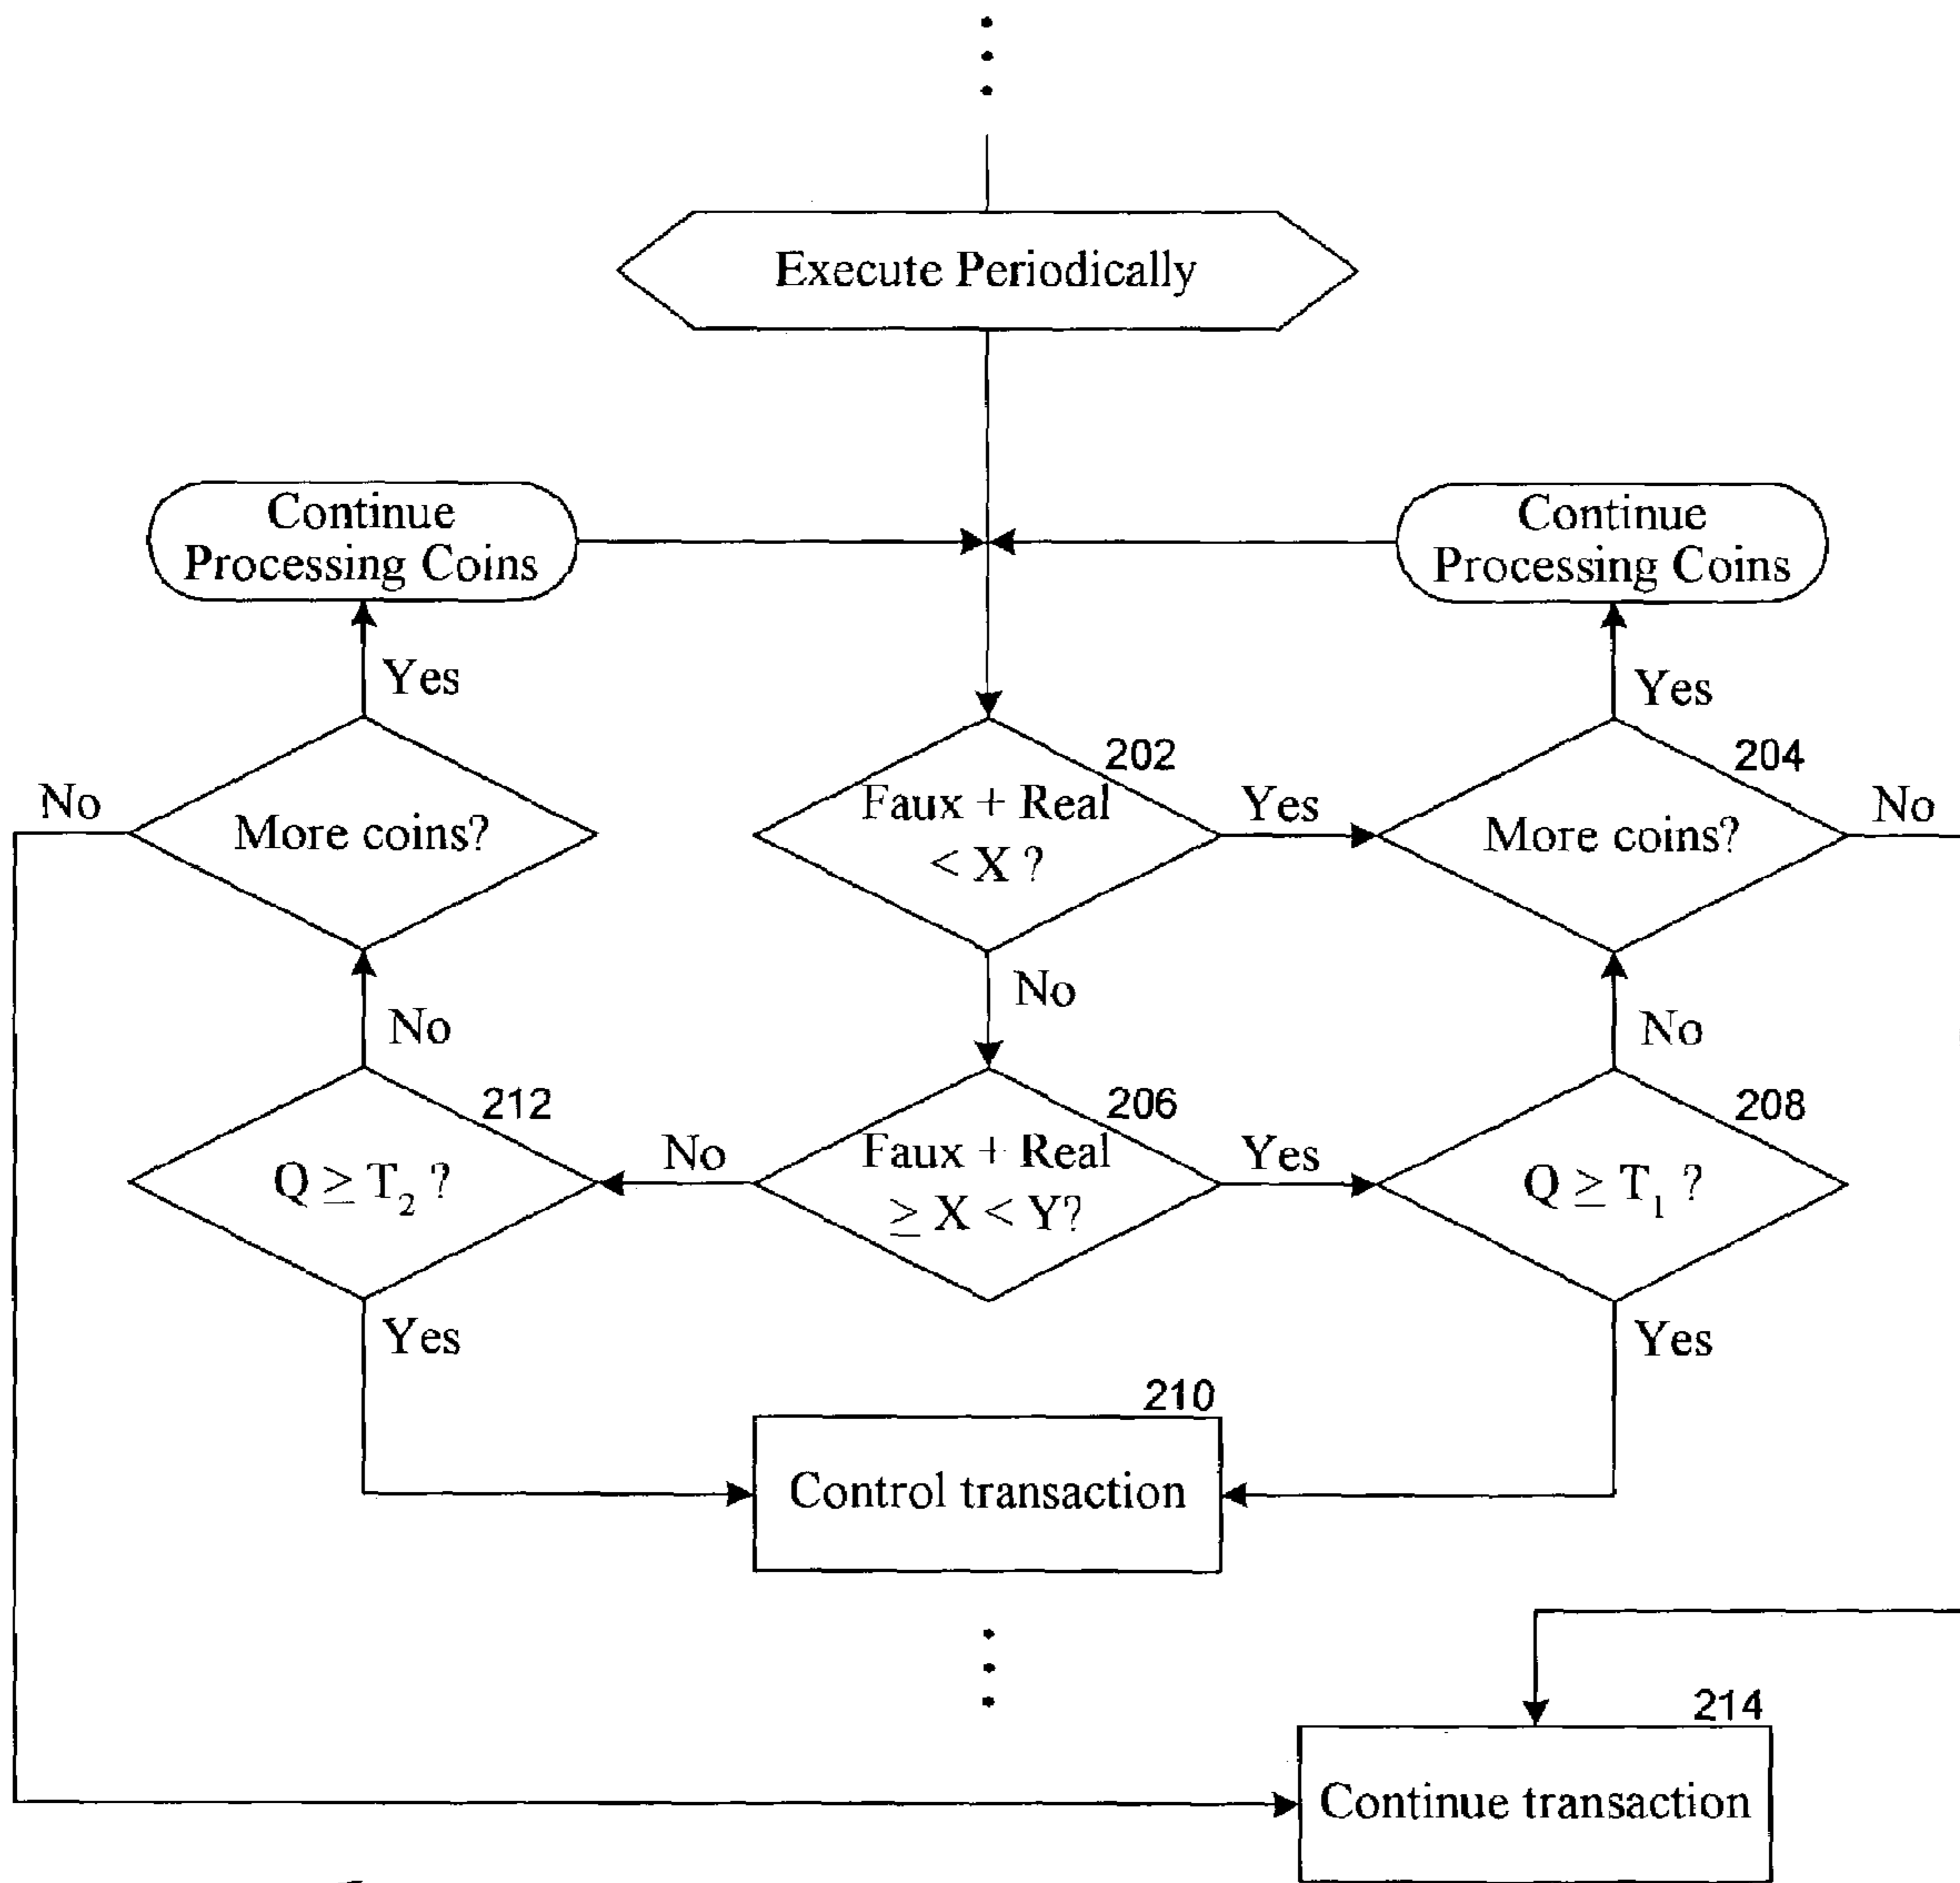 Execute Periodically
Continue
Processing Coins
Continue
Processing Coins
Yes
Yes
No
More coins?
202
Faux + Real
< X ?
Yes
204
More coins?
No
No
No
No
212
Q ≥ T₂ ?
No
206
Faux + Real
≥ X < Y?
Yes
208
Q ≥ T₁ ?
Yes
Yes
210
Control transaction
214
Continue transaction